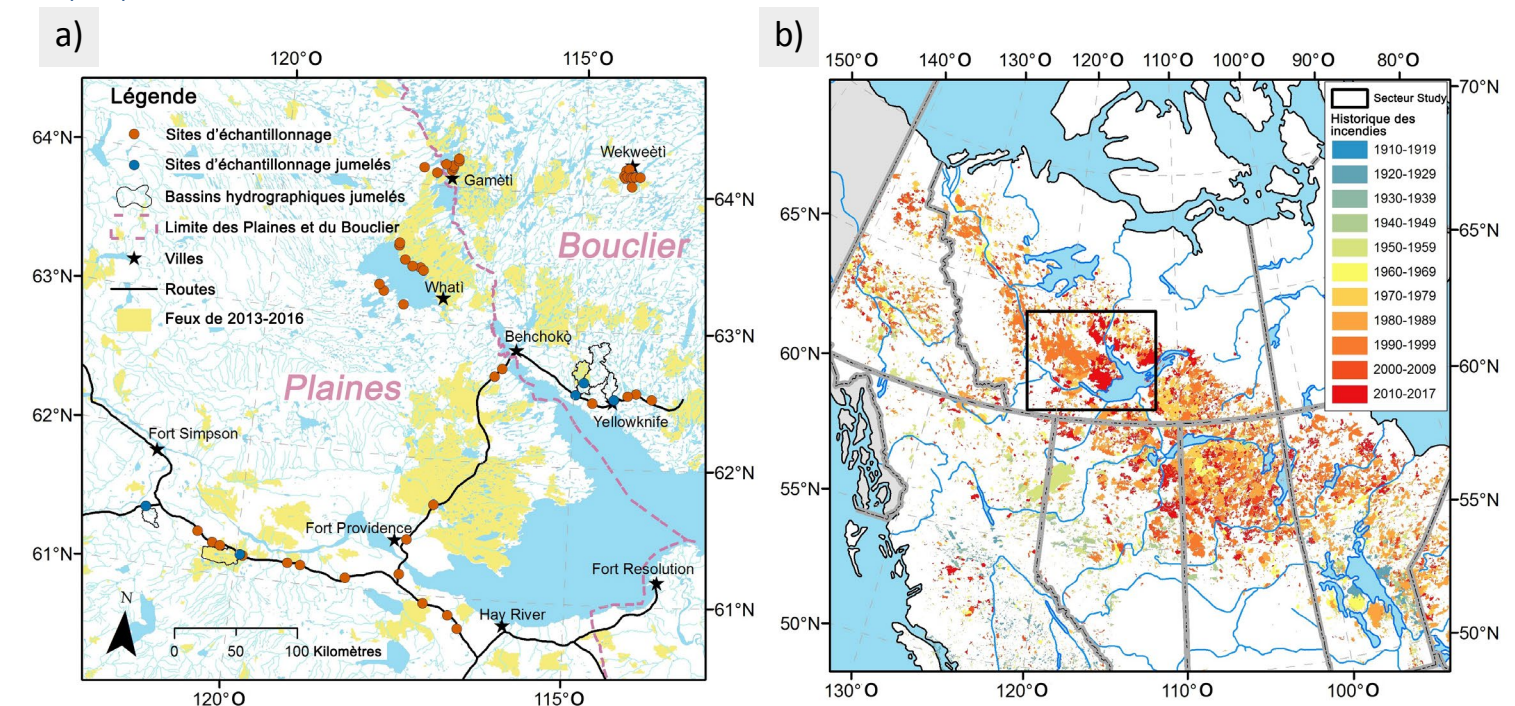 a)
120°O
115°O
Légende
Sites d'échantillonnage
Sites d'échantillonnage jumelés
Bassins hydrographiques jumelés
Limite des Plaines et du Bouclier
Villes
Routes
Feux de 2013-2016
64°N
63°N
62°N
61°N
64°N
63°N
62°N
61°N
Wekweètì
Gamètì
Bouclier
Whatì
Behchokǫ̀
Plaines
Yellowknife
Fort Simpson
Fort Providence
Fort Resolution
Hay River
N
0 50 100 Kilomètres
120°O
115°O
b)
150°O
140°O
130°O
120°O
110°O
100°O
90°O
80°O
70°N
65°N
60°N
55°N
50°N
65°N
60°N
55°N
50°N
Secteur Study
Historique des
incendies
1910-1919
1920-1929
1930-1939
1940-1949
1950-1959
1960-1969
1970-1979
1980-1989
1990-1999
2000-2009
2010-2017
130°O
120°O
110°O
100°O